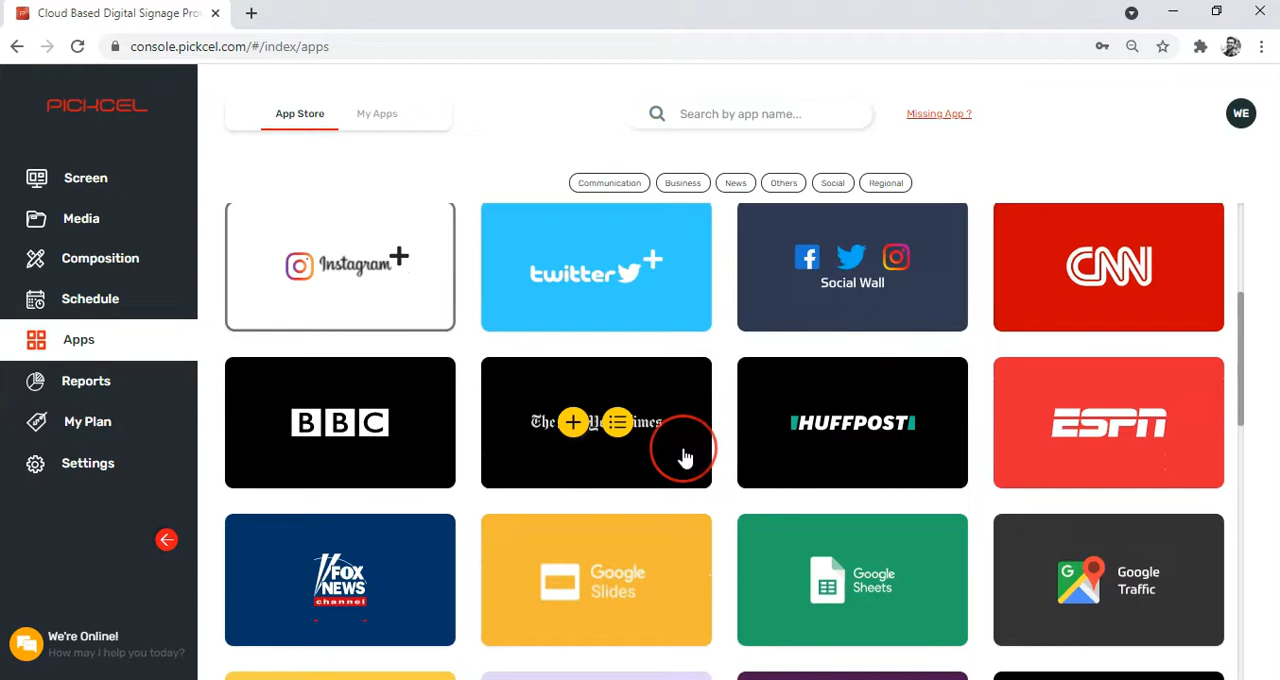 Cloud Based Digital Signage Pro
console.pickcel.com/#/index/apps
PICKCEL
App Store
My Apps
Search by app name...
Missing App ?
WE
Communication
Business
News
Others
Social
Regional
Screen
Media
Composition
Schedule
Apps
Reports
My Plan
Settings
Instagram
twitter
Social Wall
CNN
BBC
The
imes
HUFFPOST
ESPN
FOX
NEWS
channel
Google
Slides
Google
Sheets
G
Google
Traffic
We're Online!
How may I help you today?